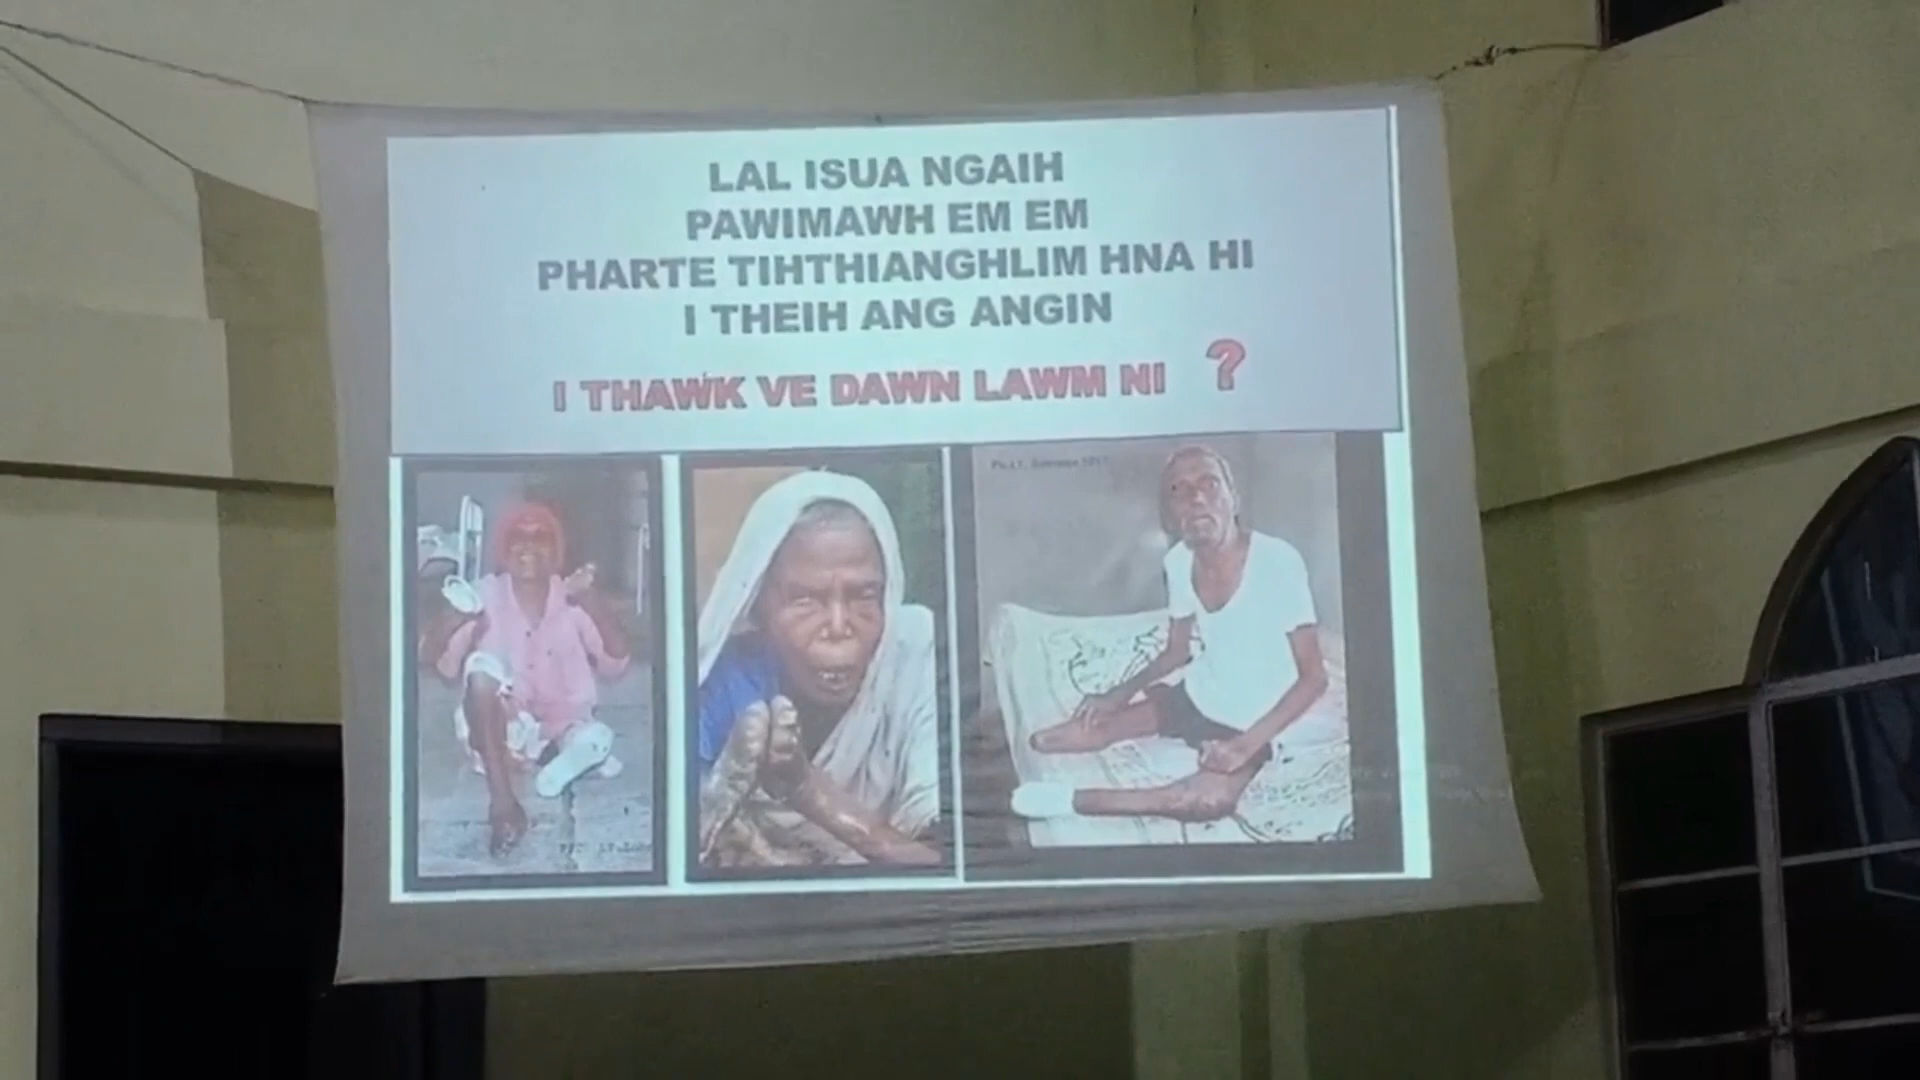 LAL ISUA NGAIH
PAWIMAWH EM EM
PHARTE TIHTHIANGHLIM HNA HI
I THEIH ANG ANGIN
I THAWK VE DAWN LAWM NI ?